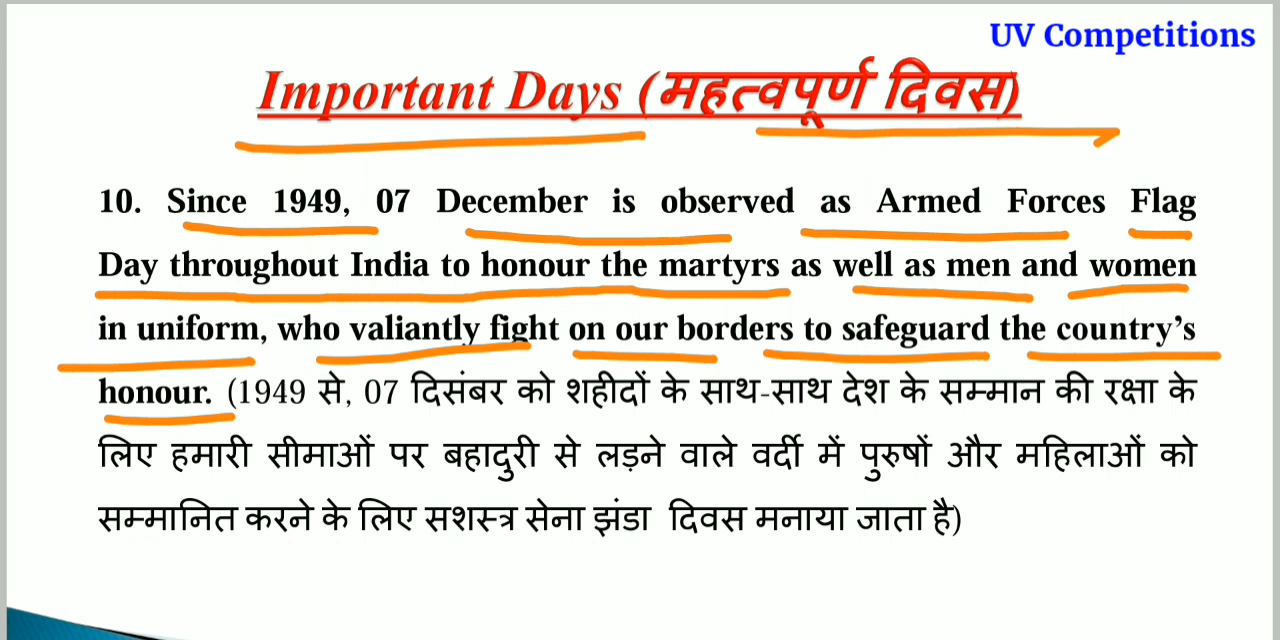 UV Competitions
Important Days (महत्वपूर्ण दिवस)
10. Since 1949, 07 December is observed as Armed Forces Flag
Day throughout India to honour the martyrs as well as men and women
in uniform, who valiantly fight on our borders to safeguard the country’s
honour. (1949 से, 07 दिसंबर को शहीदों के साथ-साथ देश के सम्मान की रक्षा के
लिए हमारी सीमाओं पर बहादुरी से लड़ने वाले वर्दी में पुरुषों और महिलाओं को
सम्मानित करने के लिए सशस्त्र सेना झंडा दिवस मनाया जाता है)